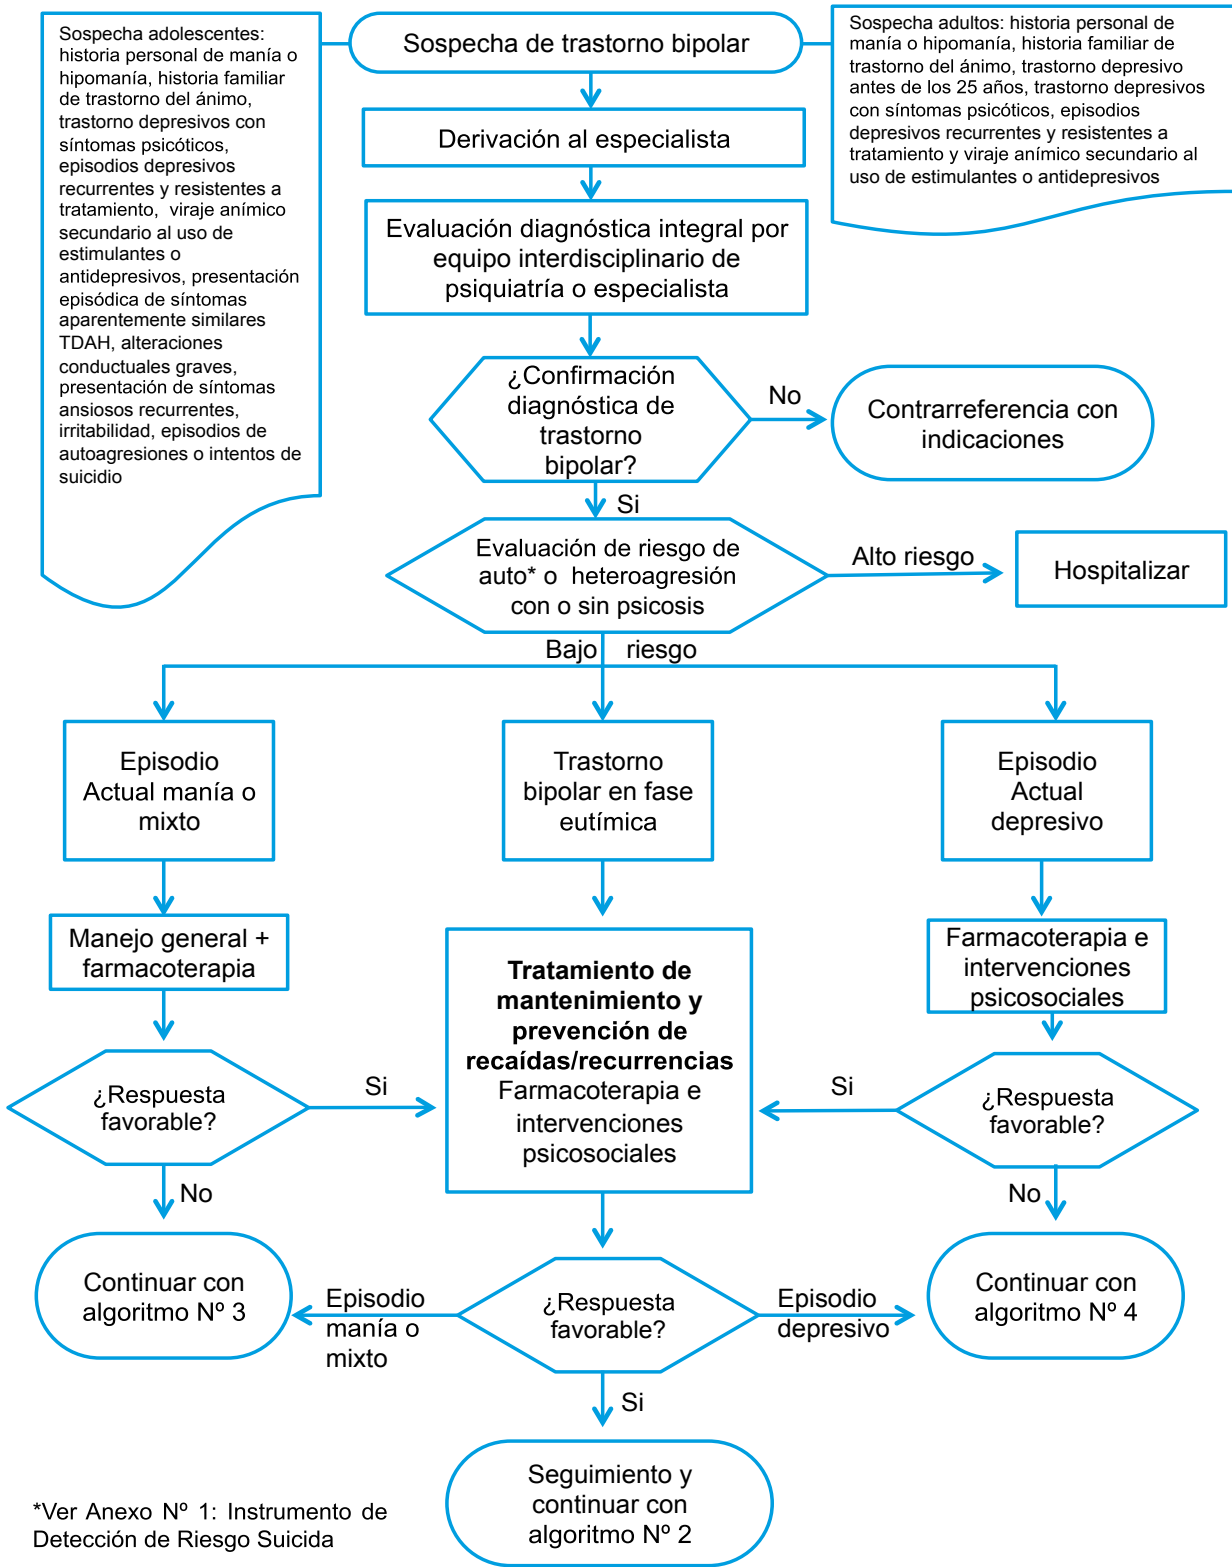 Sospecha adolescentes:
historia personal de manía o
hipomanía, historia familiar
de trastorno del ánimo,
trastorno depresivos con
síntomas psicóticos,
episodios depresivos
recurrentes y resistentes a
tratamiento, viraje anímico
secundario al uso de
estimulantes o
antidepresivos, presentación
episódica de síntomas
aparentemente similares
TDAH, alteraciones
conductuales graves,
presentación de síntomas
ansiosos recurrentes,
irritabilidad, episodios de
autoagresiones o intentos de
suicidio
Sospecha de trastorno bipolar
Sospecha adultos: historia personal de
manía o hipomanía, historia familiar de
trastorno del ánimo, trastorno depresivo
antes de los 25 años, trastorno depresivos
con síntomas psicóticos, episodios
depresivos recurrentes y resistentes a
tratamiento y viraje anímico secundario al
uso de estimulantes o antidepresivos
Derivación al especialista
Evaluación diagnóstica integral por
equipo interdisciplinario de
psiquiatría o especialista
¿Confirmación
diagnóstica de
trastorno
bipolar?
No
Contrarreferencia con
indicaciones
Si
Evaluación de riesgo de
auto* o heteroagresión
con o sin psicosis
Alto riesgo
Hospitalizar
Bajo riesgo
Episodio
Actual manía o
mixto
Trastorno
bipolar en fase
eutímica
Episodio
Actual
depresivo
Manejo general +
farmacoterapia
Tratamiento de
mantenimiento y
prevención de
recaídas/recurrencias
Farmacoterapia e
intervenciones
psicosociales
Farmacoterapia e
intervenciones
psicosociales
¿Respuesta
favorable?
Si
Si
¿Respuesta
favorable?
No
No
Continuar con
algoritmo Nº 3
Episodio
manía o
mixto
¿Respuesta
favorable?
Episodio
depresivo
Continuar con
algoritmo Nº 4
Si
Seguimiento y
continuar con
algoritmo Nº 2
*Ver Anexo Nº 1: Instrumento de
Detección de Riesgo Suicida